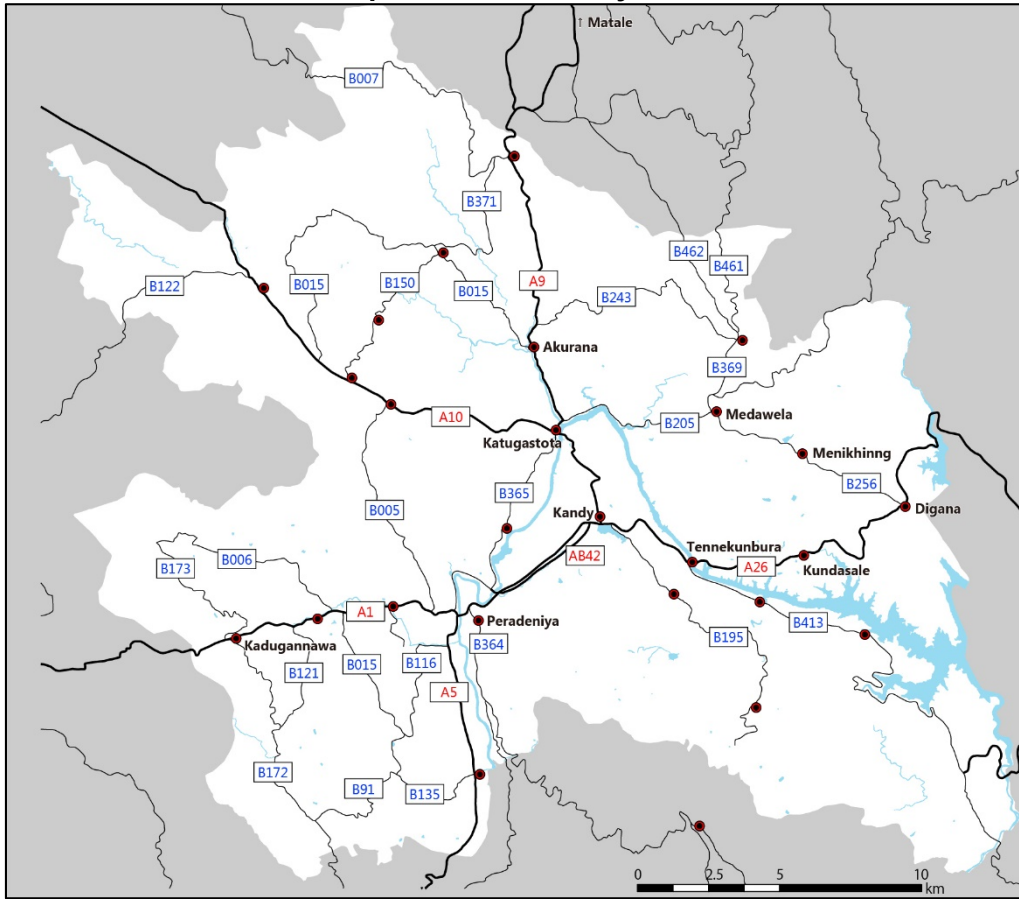 ↑ Matale
B007
B371
B462
B461
B122
B015
B150
B015
A9
B243
Akurana
B369
Medawela
A10
B205
Katugastota
Menikhinng
B256
B365
B005
Kandy
Digana
Tennekunbura
AB42
A26
Kundasale
B173
B006
A1
Peradeniya
B413
Kadugannawa
B364
B195
B121
B015
B116
A5
B172
B91
B135
0 2.5 5 10
km